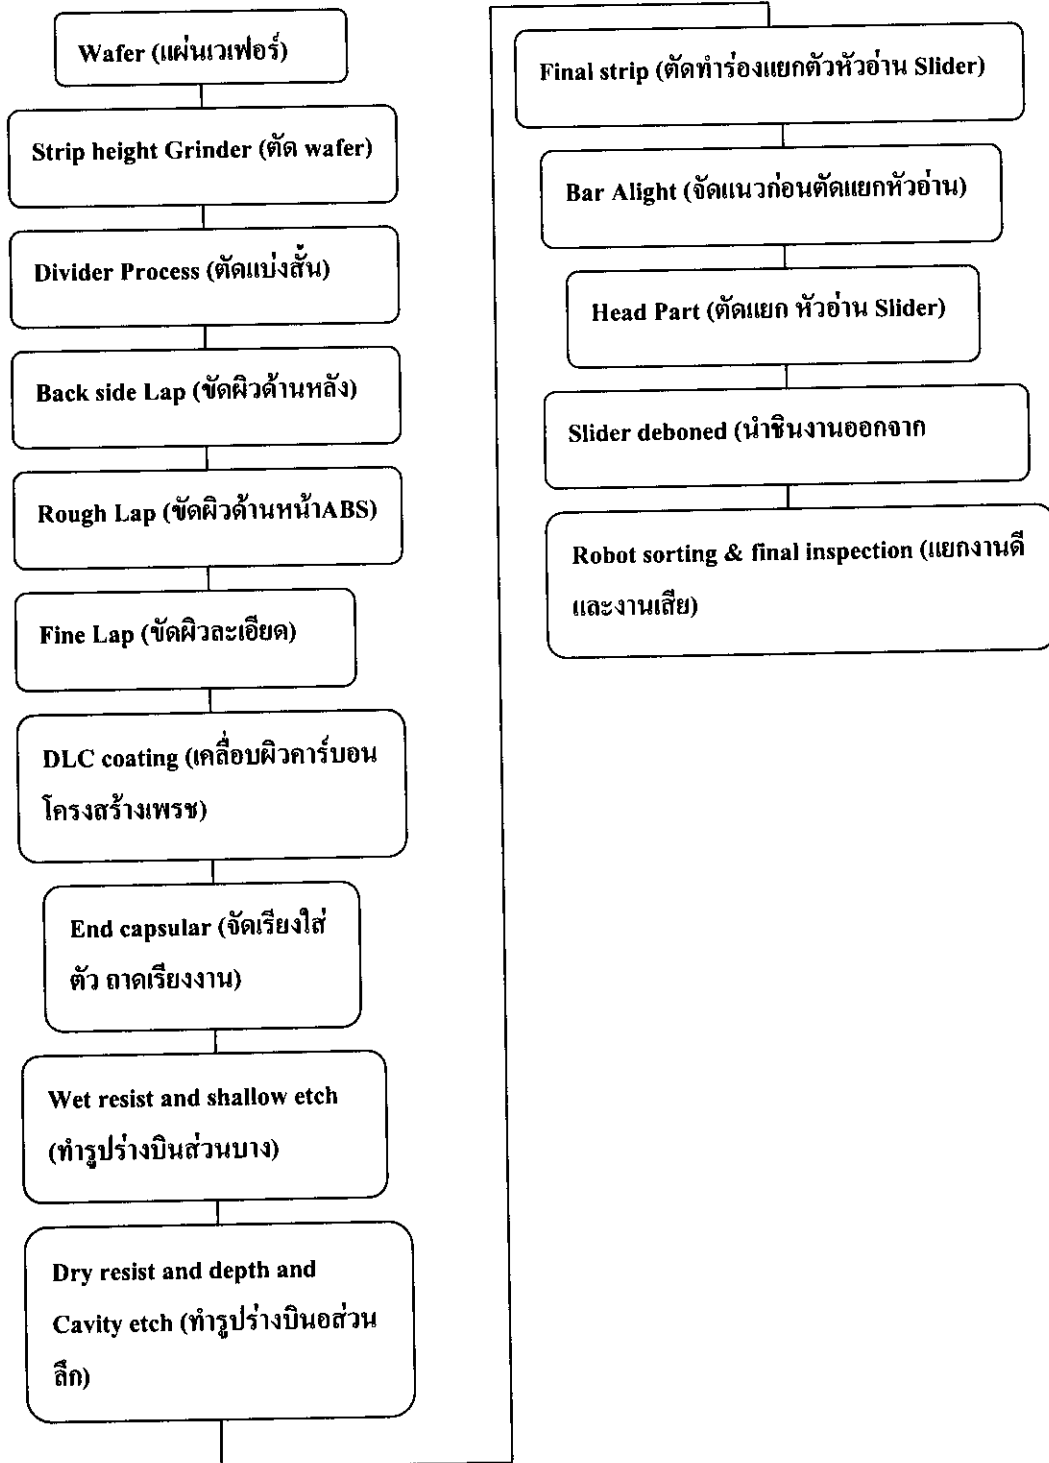 Wafer (แผ่นเวเฟอร์)
Strip height Grinder (ตัด wafer)
Divider Process (ตัดแบ่งสั้น)
Back side Lap (ขัดผิวด้านหลัง)
Rough Lap (ขัดผิวด้านหน้าABS)
Fine Lap (ขัดผิวละเอียด)
DLC coating (เคลื่อบผิวคาร์บอน
โครงสร้างเพรช)
End capsular (จัดเรียงใส่
ตัว ถาดเรียงงาน)
Wet resist and shallow etch
(ทำรูปร่างบินส่วนบาง)
Dry resist and depth and
Cavity etch (ทำรูปร่างบินอส่วน
ลึก)
Final strip (ตัดทำร่องแยกตัวหัวอ่าน Slider)
Bar Alight (จัดแนวก่อนตัดแยกหัวอ่าน)
Head Part (ตัดแยก หัวอ่าน Slider)
Slider deboned (นำชินงานออกจาก
Robot sorting & final inspection (แยกงานดี
และงานเสีย)